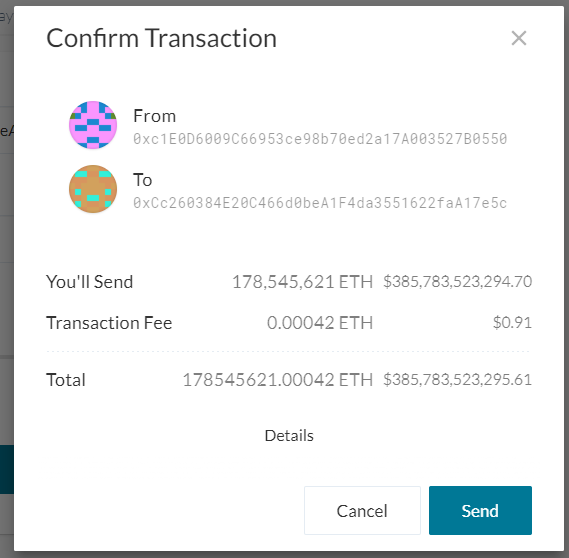 Confirm Transaction
From
0xc1E0D6009C66953ce98b70ed2a17A003527B0550
To
0xCc260384E20C466d0beA1F4da3551622faA17e5c
You'll Send 178,545,621 ETH $385,783,523,294.70
Transaction Fee 0.00042 ETH $0.91
Total 178545621.00042 ETH $385,783,523,295.61
Details
Cancel Send